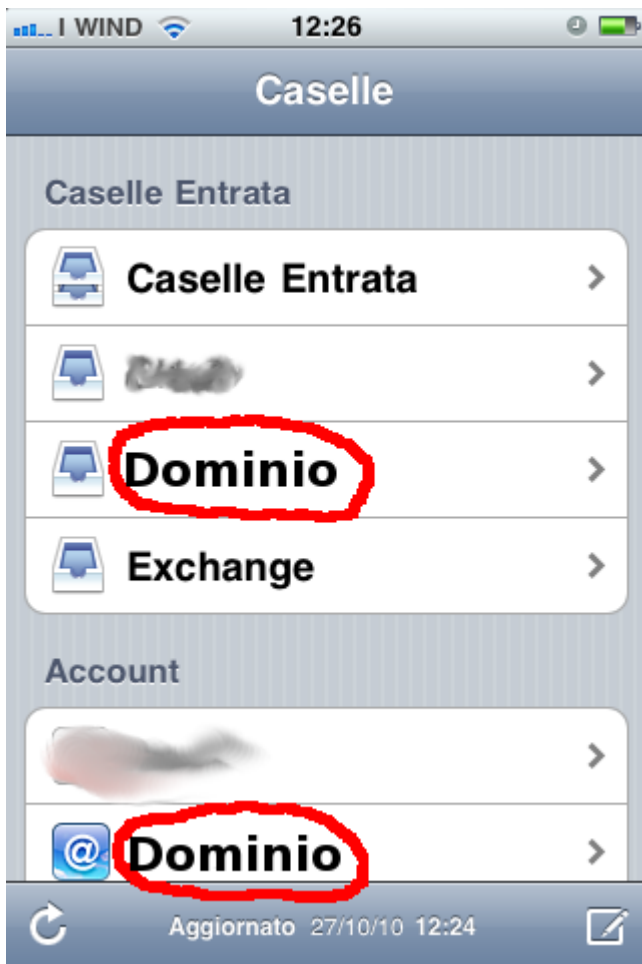 I WIND 12:26
Caselle
Caselle Entrata
Caselle Entrata
Dominio
Exchange
Account
@ Dominio
Aggiornato 27/10/10 12:24